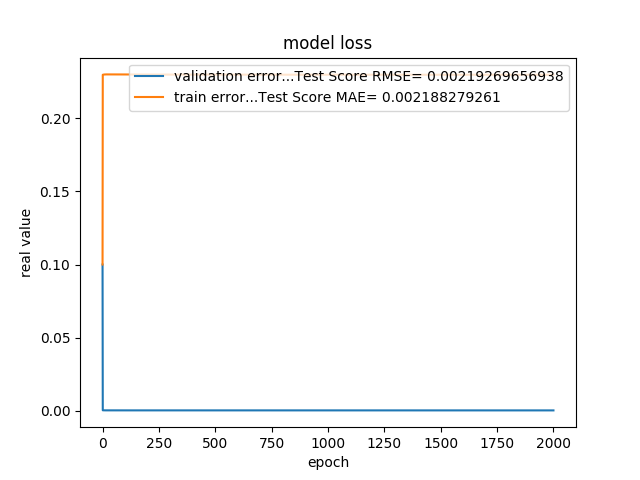 model loss
validation error...Test Score RMSE= 0.00219269656938
train error...Test Score MAE= 0.002188279261
0.20
0.15
0.10
0.05
0.00
real value
0 250 500 750 1000 1250 1500 1750 2000
epoch